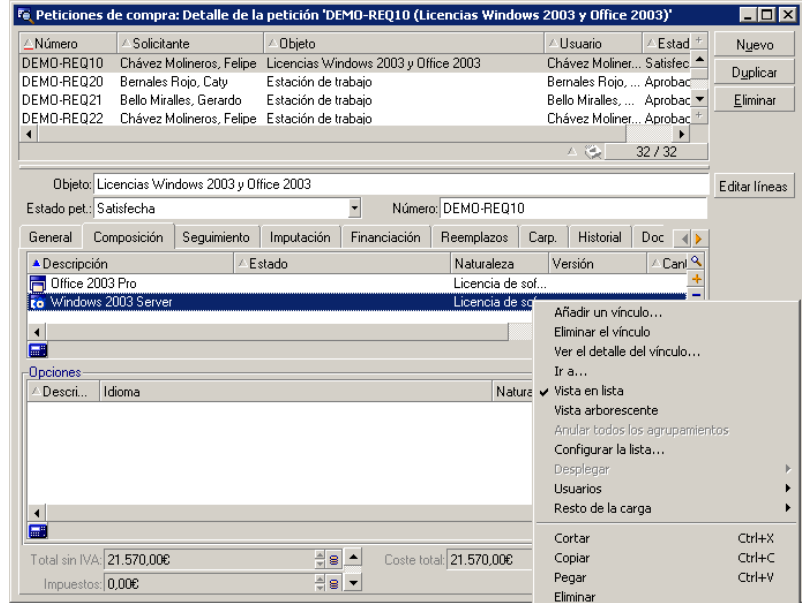 Peticiones de compra: Detalle de la petición 'DEMO-REQ10 (Licencias Windows 2003 y Office 2003)'
Número Solicitante Objeto Usuario Estad
DEMO-REQ10 Chávez Molineros, Felipe Licencias Windows 2003 y Office 2003 Chávez Moliner... Satisfec
DEMO-REQ20 Bernales Rojo, Caty Estación de trabajo Bernales Rojo, ... Aprobac
DEMO-REQ21 Bello Miralles, Gerardo Estación de trabajo Bello Miralles, ... Aprobac
DEMO-REQ22 Chávez Molineros, Felipe Estación de trabajo Chávez Moliner... Aprobac
32 / 32
Nuevo
Duplicar
Eliminar
Objeto: Licencias Windows 2003 y Office 2003
Editar líneas
Estado pet.: Satisfecha Número: DEMO-REQ10
General Composición Seguimiento Imputación Financiación Reemplazos Carp. Historial Doc
Descripción Estado Naturaleza Versión Cant
Office 2003 Pro Licencia de sof...
Windows 2003 Server Licencia de sof...
Opciones
Descri... Idioma Natura
Añadir un vínculo...
Eliminar el vínculo
Ver el detalle del vínculo...
Ir a...
Vista en lista
Vista arborescente
Anular todos los agrupamientos
Configurar la lista...
Desplegar
Usuarios
Resto de la carga
Cortar Ctrl+X
Copiar Ctrl+C
Pegar Ctrl+V
Eliminar
Total sin IVA: 21.570,00€ Coste total: 21.570,00€
Impuestos: 0,00€